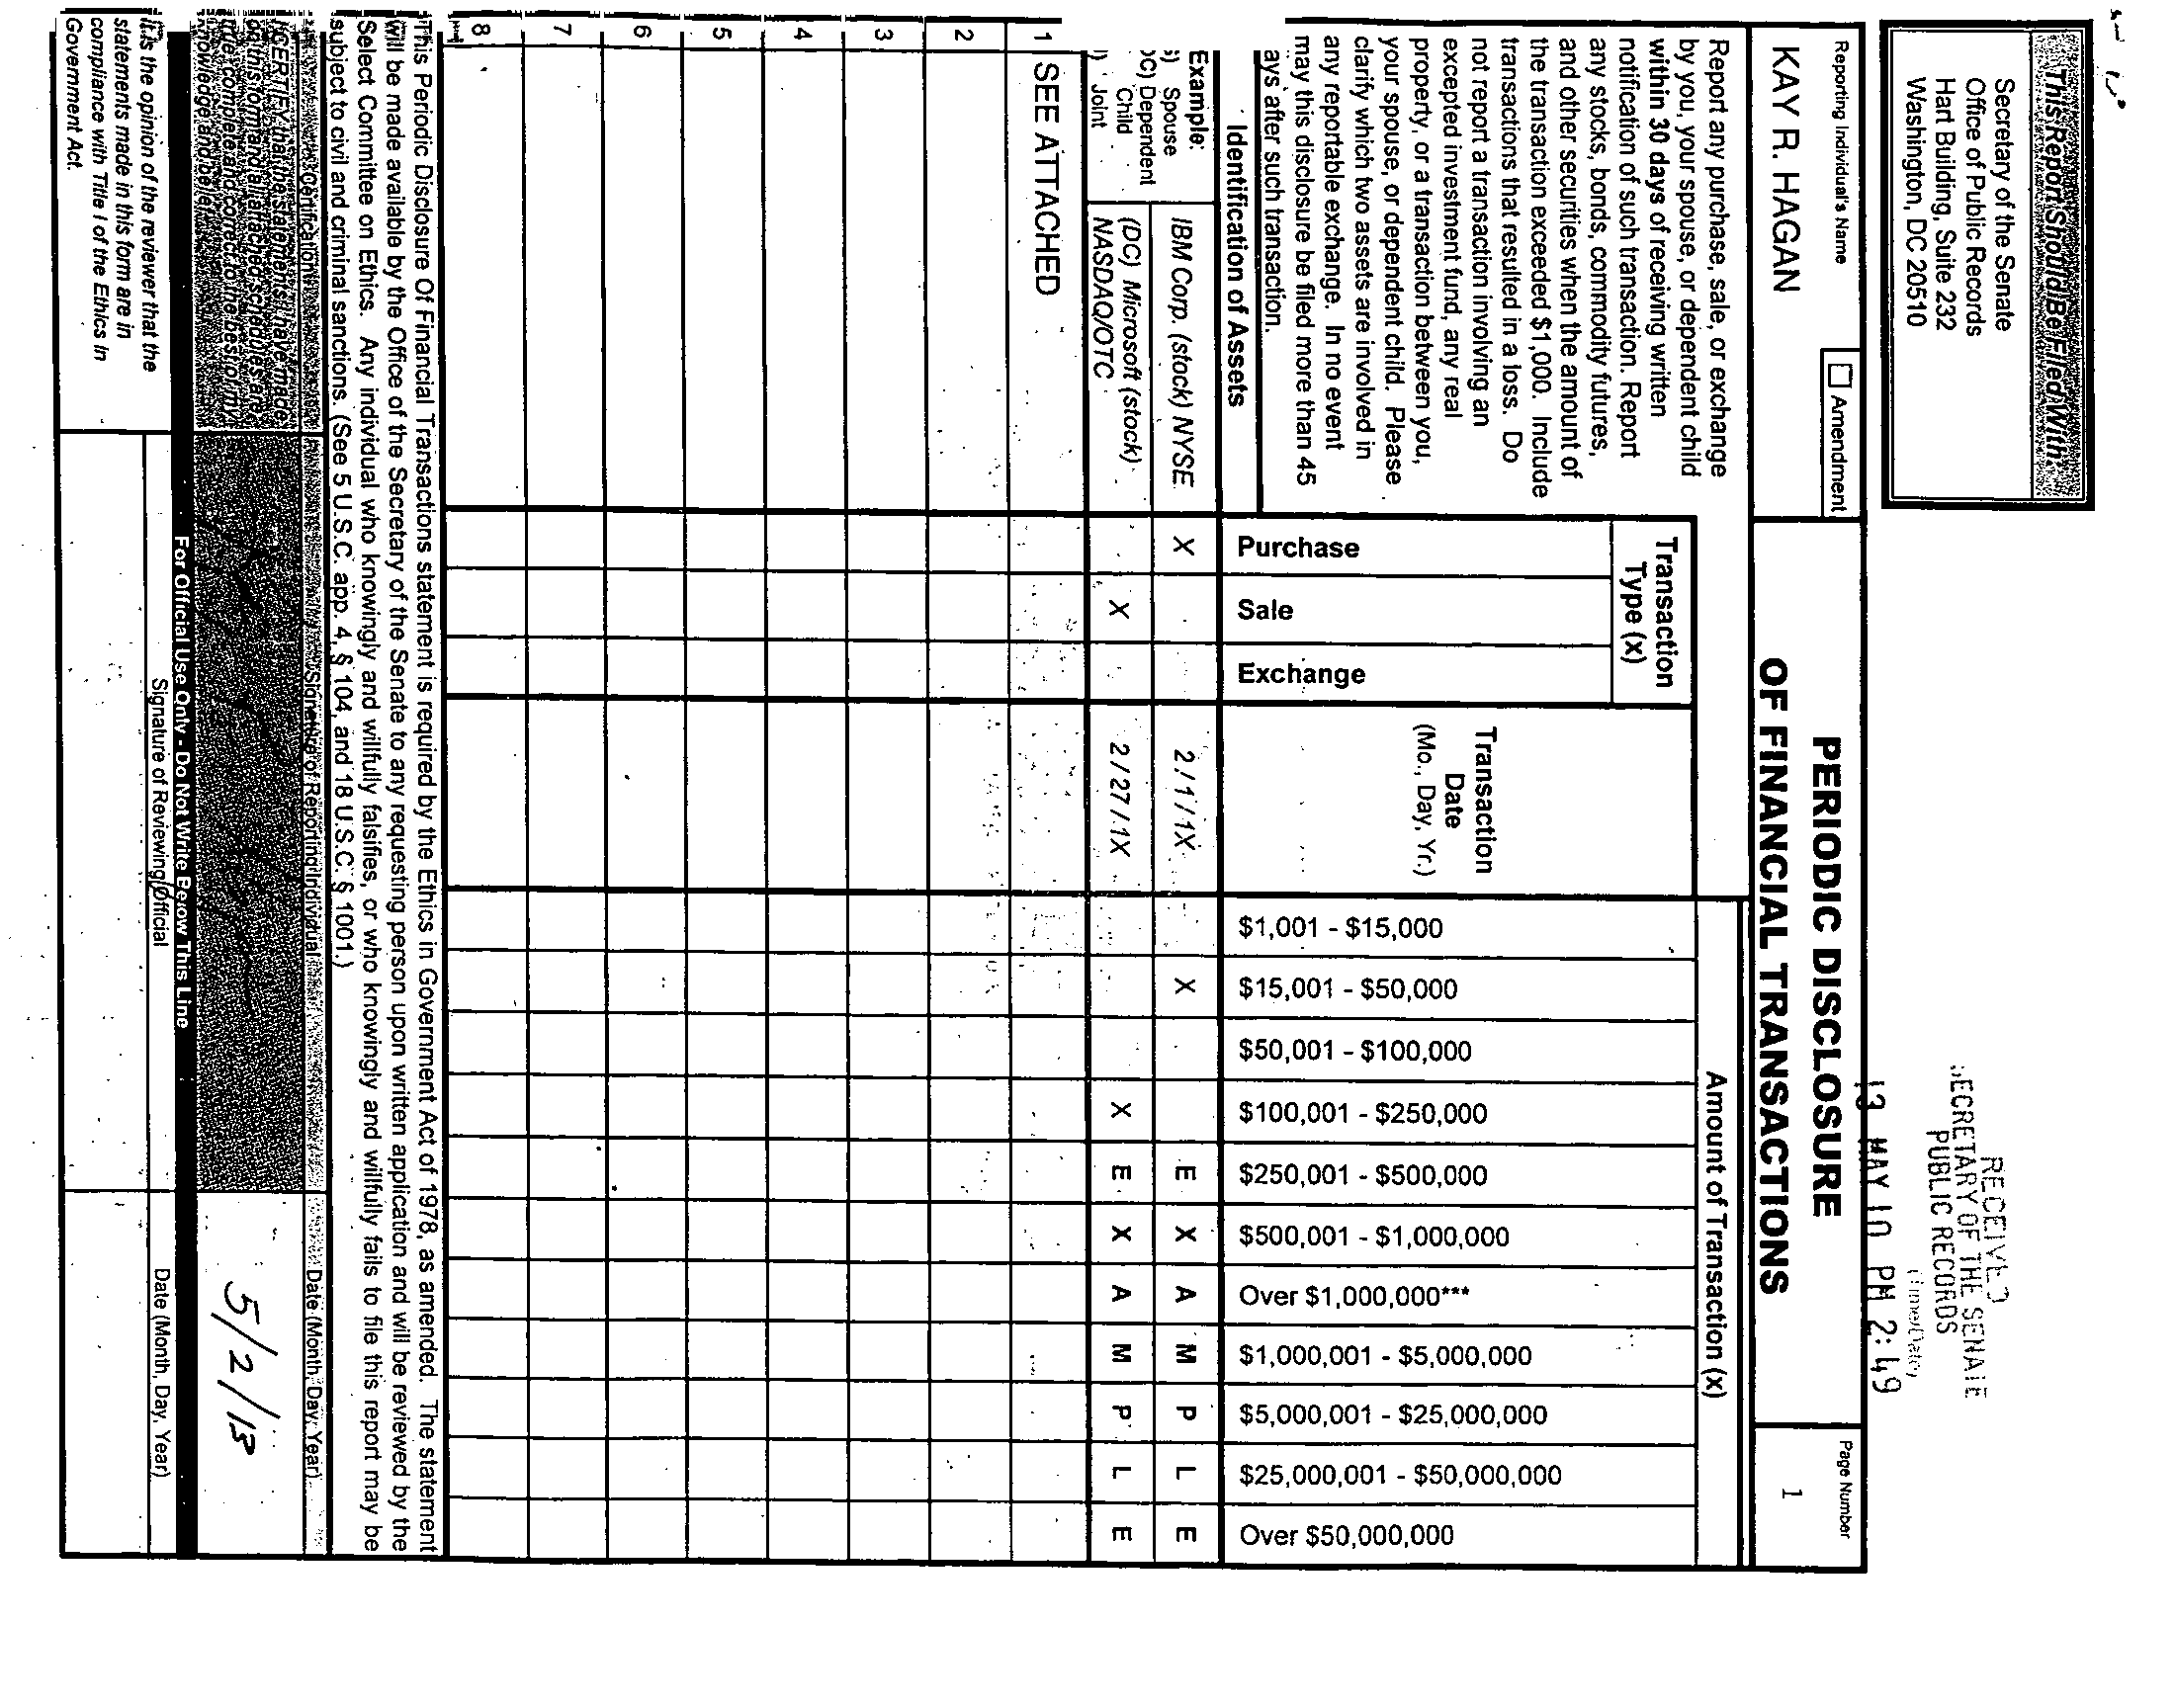 This Report Should Be Filed With:
Secretary of the Senate
Office of Public Records
Hart Building, Suite 232
Washington, DC 20510
RECEIVED
SECRETARY OF THE SENATE
PUBLIC RECORDS
13 MAY 10 PM 2:49
Reporting Individual's Name
Amendment
KAY R. HAGAN
PERIODIC DISCLOSURE
OF FINANCIAL TRANSACTIONS
Page Number
1
Report any purchase, sale, or exchange
by you, your spouse, or dependent child
within 30 days of receiving written
notification of such transaction. Report
any stocks, bonds, commodity futures,
and other securities when the amount of
the transaction exceeded $1,000. Include
transactions that resulted in a loss. Do
not report a transaction involving an
excepted investment fund, any real
property, or a transaction between you,
your spouse, or dependent child. Please
clarify which two assets are involved in
any reportable exchange. In no event
may this disclosure be filed more than 45
ays after such transaction.
Identification of Assets
Transaction
Type (x)
Purchase
Sale
Exchange
Transaction
Date
(Mo., Day, Yr.)
Amount of Transaction (x)
$1,001 - $15,000
$15,001 - $50,000
$50,001 - $100,000
$100,001 - $250,000
$250,001 - $500,000
$500,001 - $1,000,000
Over $1,000,000***
$1,000,001 - $5,000,000
$5,000,001 - $25,000,000
$25,000,001 - $50,000,000
Over $50,000,000
Example:
) Spouse
DC) Dependent
Child
) Joint
IBM Corp. (stock) NYSE X 2/1/1X X E X A M P L E
(DC) Microsoft (stock)
NASDAQ/OTC X 2/27/1X X E X A M P L E
1 SEE ATTACHED
2
3
4
5
6
7
8
This Periodic Disclosure Of Financial Transactions statement is required by the Ethics in Government Act of 1978, as amended. The statement
will be made available by the Office of the Secretary of the Senate to any requesting person upon written application and will be reviewed by the
Select Committee on Ethics. Any individual who knowingly and willfully falsifies, or who knowingly and willfully fails to file this report may be
subject to civil and criminal sanctions. (See 5 U.S.C. app. 4, § 104, and 18 U.S.C. § 1001.)
Certification
Signature of Reporting Individual
Date (Month, Day, Year)
I CERTIFY that the statements I have made
on this form and all attached schedules are
true, complete and correct to the best of my
knowledge and belief.
5/2/13
For Official Use Only - Do Not Write Below This Line
It is the opinion of the reviewer that the
statements made in this form are in
compliance with Title I of the Ethics in
Government Act.
Signature of Reviewing Official
Date (Month, Day, Year)